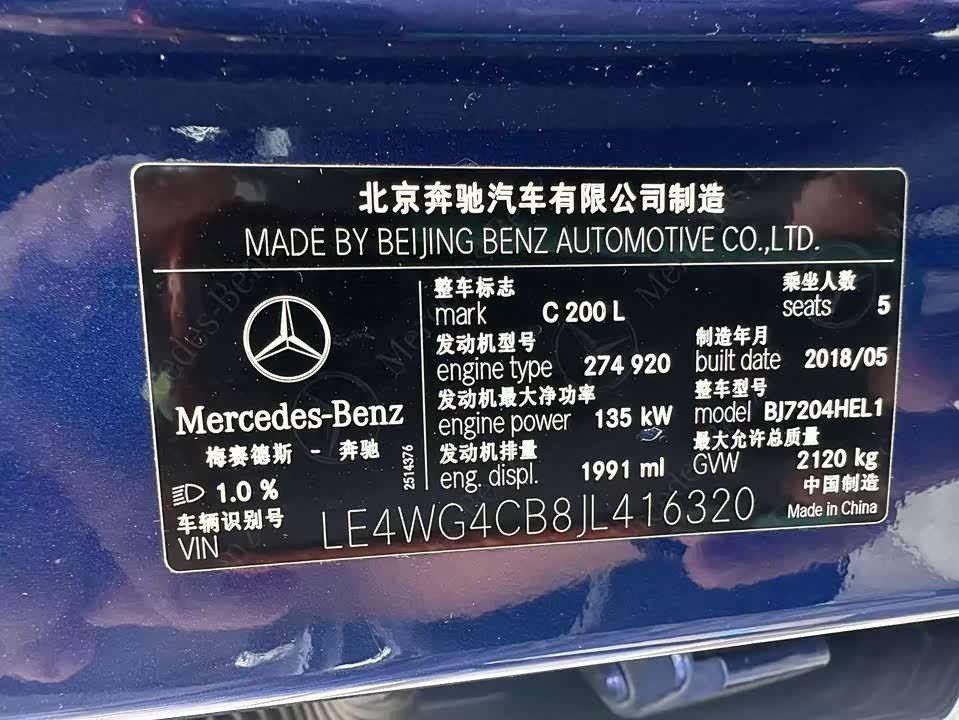 北京奔驰汽车有限公司制造
MADE BY BEIJING BENZ AUTOMOTIVE CO.,LTD.
Mercedes-Benz
梅赛德斯 - 奔驰
1.0 %
2514376
整车标志
mark C 200 L
乘坐人数
seats 5
发动机型号
engine type 274 920
制造年月
built date 2018/05
发动机最大净功率
engine power 135 kW
整车型号
model BJ7204HEL1
发动机排量
eng. displ. 1991 ml
最大允许总质量
GVW 2120 kg
中国制造
Made in China
车辆识别号
VIN LE4WG4CB8JL416320